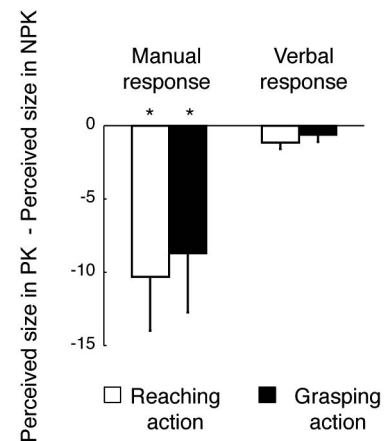 Perceived size in PK - Perceived size in NPK
Manual response
Verbal response
* *
0
-5
-10
-15
Reaching action
Grasping action